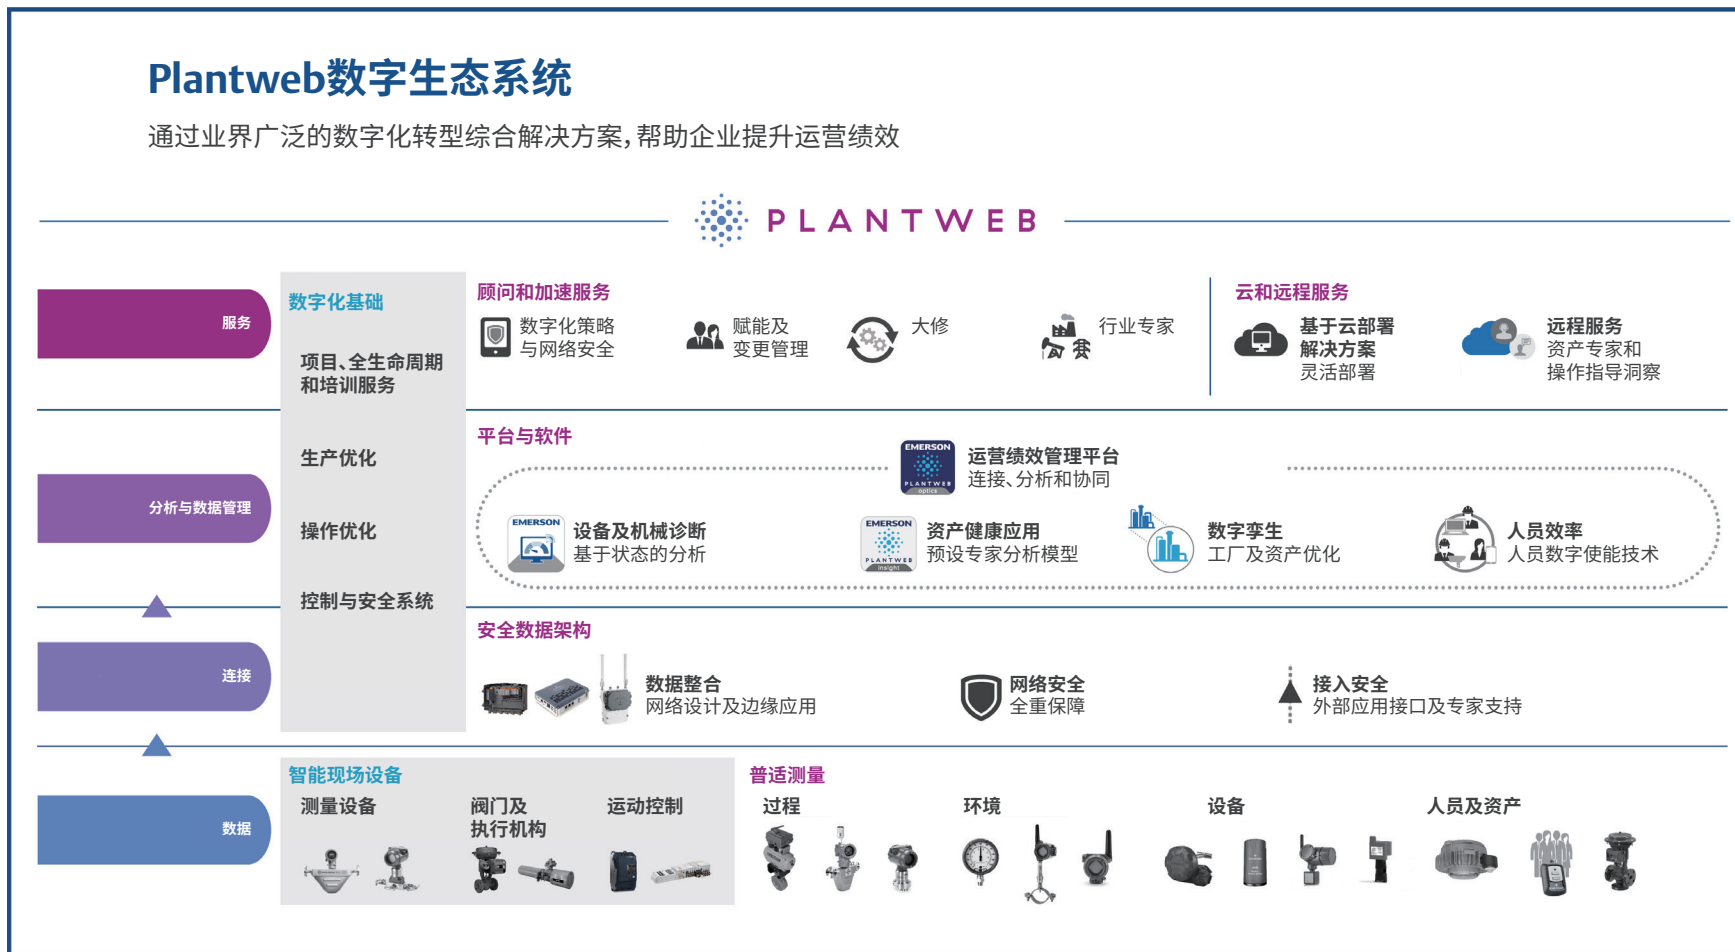 Plantweb数字生态系统
通过业界广泛的数字化转型综合解决方案,帮助企业提升运营绩效
PLANTWEB
服务
数字化基础
项目、全生命周期
和培训服务
生产优化
操作优化
控制与安全系统
顾问和加速服务
数字化策略
与网络安全
赋能及
变更管理
大修
行业专家
云和远程服务
基于云部署
解决方案
灵活部署
远程服务
资产专家和
操作指导洞察
分析与数据管理
平台与软件
EMERSON
PLANTWEB
optics
运营绩效管理平台
连接、分析和协同
EMERSON
设备及机械诊断
基于状态的分析
EMERSON
PLANTWEB
insight
资产健康应用
预设专家分析模型
数字孪生
工厂及资产优化
人员效率
人员数字使能技术
连接
安全数据架构
数据整合
网络设计及边缘应用
网络安全
全重保障
接入安全
外部应用接口及专家支持
数据
智能现场设备
测量设备
阀门及
执行机构
运动控制
普适测量
过程
环境
设备
人员及资产